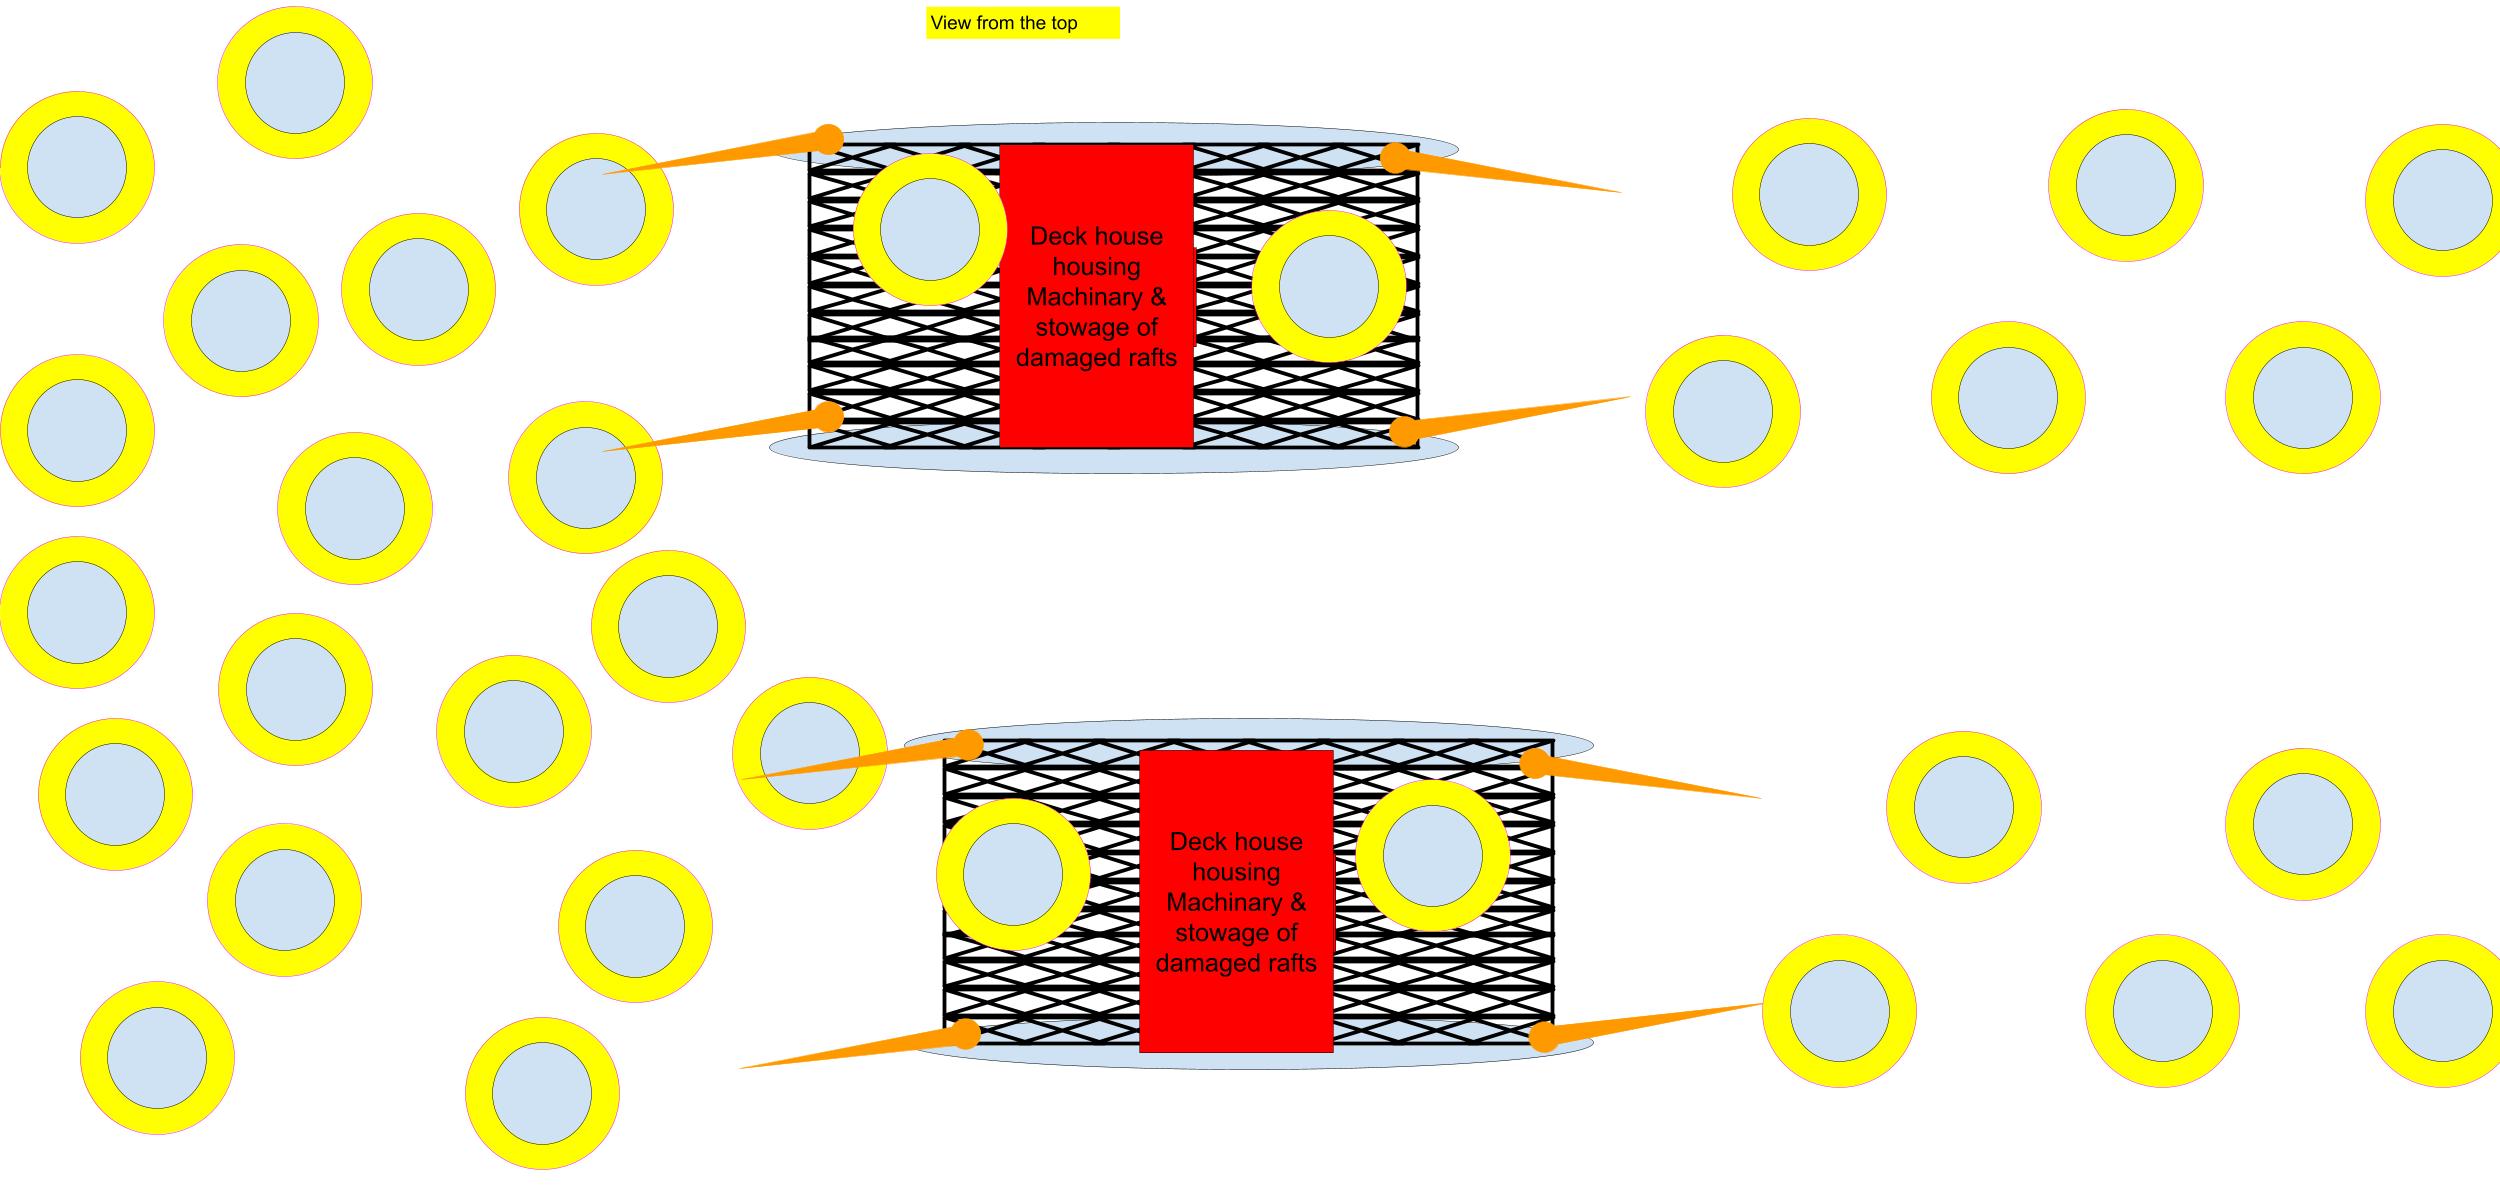 View from the top
Deck house
housing
Machinary &
stowage of
damaged rafts
Deck house
housing
Machinary &
stowage of
damaged rafts